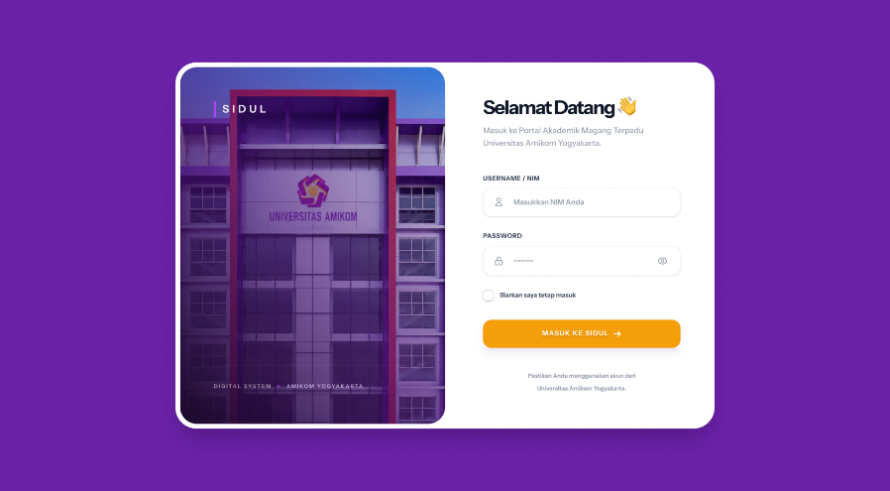 SIDUL
UNIVERSITAS AMIKOM
DIGITAL SYSTEM • AMIKOM YOGYAKARTA
Selamat Datang 👋
Masuk ke Portal Akademik Magang Terpadu
Universitas Amikom Yogyakarta.
USERNAME / NIM
Masukkan NIM Anda
PASSWORD
········
Biarkan saya tetap masuk
MASUK KE SIDUL →
Pastikan Anda menggunakan akun dari
Universitas Amikom Yogyakarta.